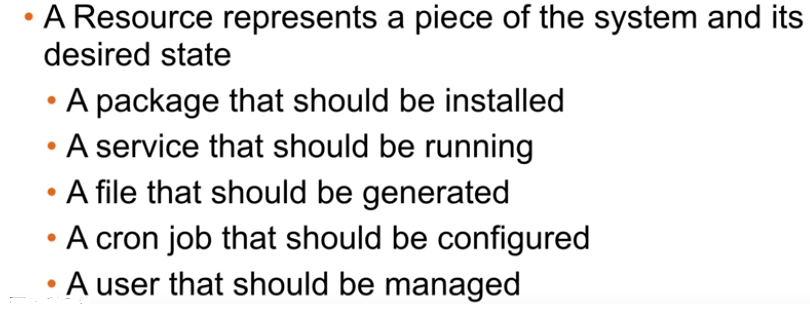 • A Resource represents a piece of the system and its
desired state
• A package that should be installed
• A service that should be running
• A file that should be generated
• A cron job that should be configured
• A user that should be managed